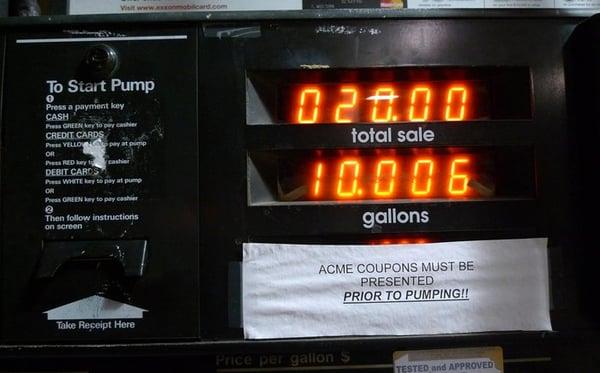 Visit www.exxonmobilcard.com
To Start Pump
1
Press a payment key
CASH
Press GREEN key to pay cashier
CREDIT CARDS
Press YELLOW to pay at pump
OR
Press RED key to cashier
DEBIT CARDS
Press WHITE key to pay at pump
OR
Press GREEN key to pay cashier
2
Then follow instructions
on screen
Take Receipt Here
020.00
total sale
10.006
gallons
ACME COUPONS MUST BE
PRESENTED
PRIOR TO PUMPING!!
Price per gallon $
TESTED and APPROVED